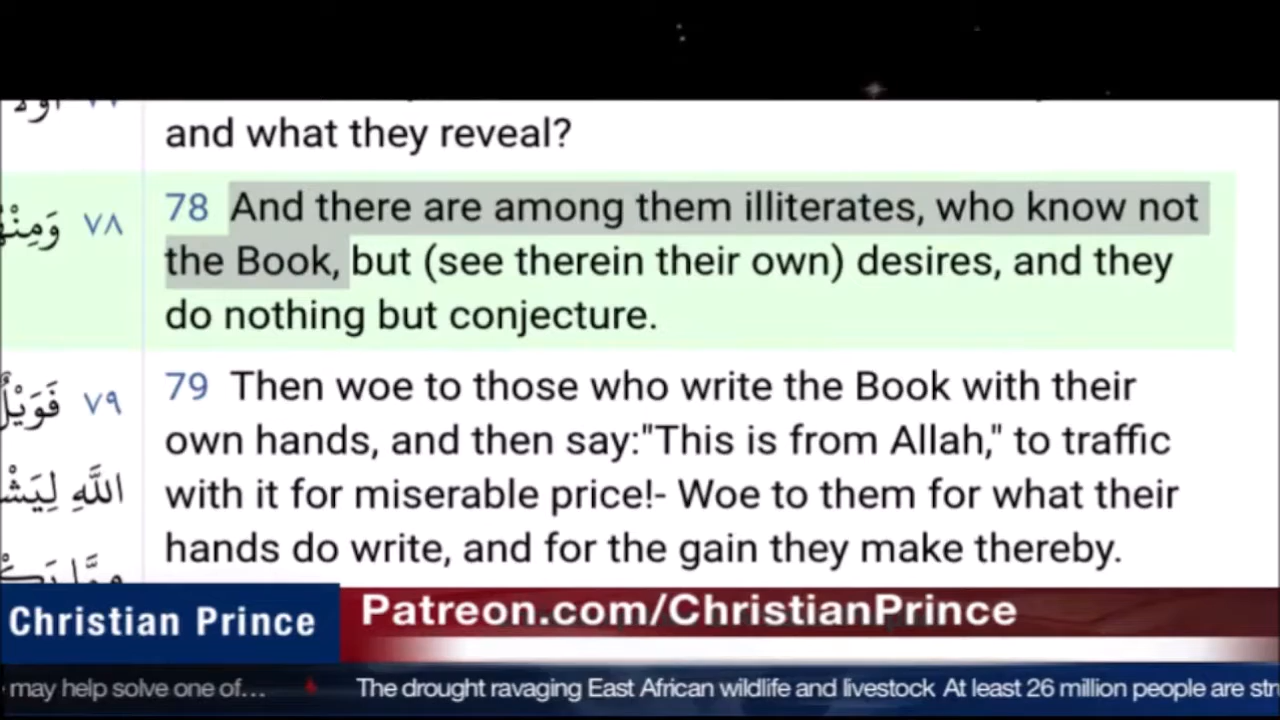 and what they reveal?
78 And there are among them illiterates, who know not
the Book, but (see therein their own) desires, and they
do nothing but conjecture.
٧٨
79 Then woe to those who write the Book with their
own hands, and then say:"This is from Allah," to traffic
with it for miserable price!- Woe to them for what their
hands do write, and for the gain they make thereby.
٧٩ فَوَيْلٌ
اللَّهِ
Christian Prince
Patreon.com/ChristianPrince
may help solve one of...
The drought ravaging East African wildlife and livestock At least 26 million people are